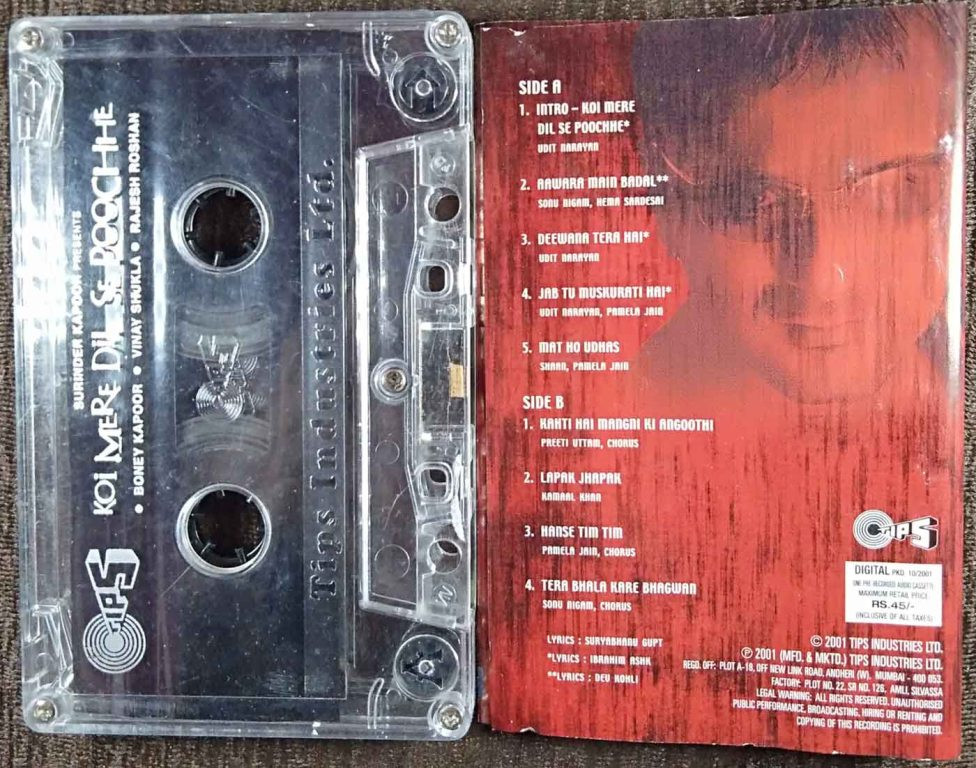 SURINDER KAPOOR PRESENTS
KOI MERE DIL SE POOCHHE
• BONEY KAPOOR • VINAY SHUKLA • RAJESH ROSHAN
TIPS
Tips Industries Ltd.
A
A
SIDE A
1. INTRO – KOI MERE
DIL SE POOCHHE*
UDIT NARAYAN
2. AAWARA MAIN BADAL**
SONU NIGAM, HEMA SARDESAI
3. DEEWANA TERA HAI*
UDIT NARAYAN
4. JAB TU MUSKURATI HAI*
UDIT NARAYAN, PAMELA JAIN
5. MAT HO UDHAS
SHAAN, PAMELA JAIN
SIDE B
1. KAHTI HAI MANGNI KI ANGOOTHI
PREETI UTTAM, CHORUS
2. LAPAK JHAPAK
KAMAAL KHAN
3. HANSE TIM TIM
PAMELA JAIN, CHORUS
4. TERA BHALA KARE BHAGWAN
SONU NIGAM, CHORUS
LYRICS : SURYABHANU GUPT
*LYRICS : IBRAHIM ASHK
**LYRICS : DEV KOHLI
TIPS
DIGITAL PKD. 10/2001
ONE PRE-RECORDED AUDIO CASSETTE
MAXIMUM RETAIL PRICE
RS.45/-
(INCLUSIVE OF ALL TAXES)
© 2001 TIPS INDUSTRIES LTD.
℗ 2001 (MFD. & MKTD.) TIPS INDUSTRIES LTD.
REGD. OFF: PLOT A-18, OFF NEW LINK ROAD, ANDHERI (W), MUMBAI - 400 053.
FACTORY: PLOT NO. 22, SR NO. 126, AMLI, SILVASSA
LEGAL WARNING: ALL RIGHTS RESERVED. UNAUTHORISED
PUBLIC PERFORMANCE, BROADCASTING, HIRING OR RENTING AND
COPYING OF THIS RECORDING IS PROHIBITED.